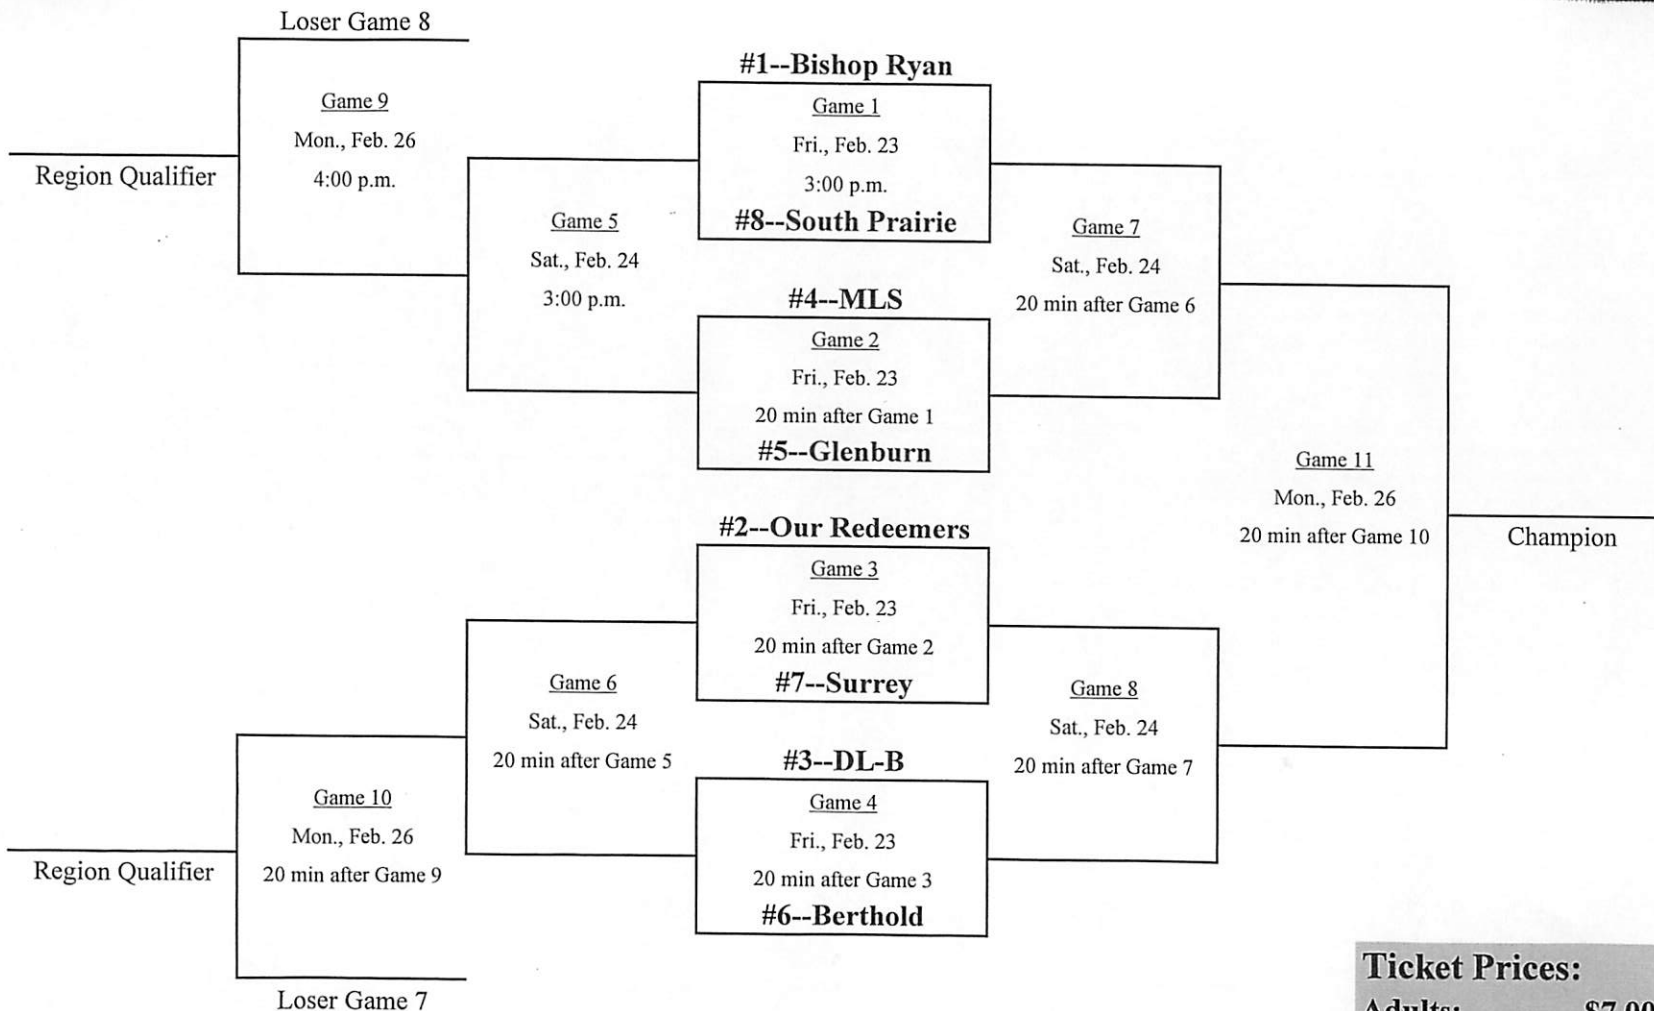 Loser Game 8
Game 9
Mon., Feb. 26
4:00 p.m.
Region Qualifier
Game 5
Sat., Feb. 24
3:00 p.m.
#1--Bishop Ryan
Game 1
Fri., Feb. 23
3:00 p.m.
#8--South Prairie
#4--MLS
Game 2
Fri., Feb. 23
20 min after Game 1
#5--Glenburn
Game 7
Sat., Feb. 24
20 min after Game 6
Game 11
Mon., Feb. 26
20 min after Game 10
Champion
#2--Our Redeemers
Game 3
Fri., Feb. 23
20 min after Game 2
#7--Surrey
Game 6
Sat., Feb. 24
20 min after Game 5
#3--DL-B
Game 4
Fri., Feb. 23
20 min after Game 3
#6--Berthold
Game 8
Sat., Feb. 24
20 min after Game 7
Game 10
Mon., Feb. 26
20 min after Game 9
Region Qualifier
Loser Game 7
Ticket Prices:
Adults: $7.00